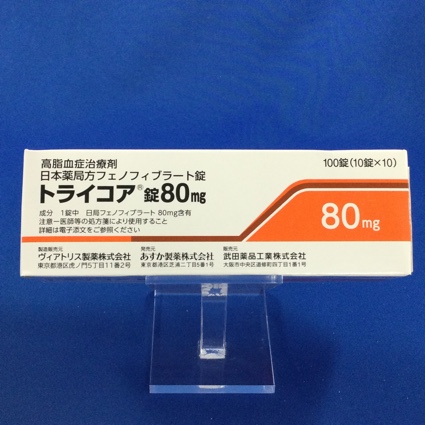 高脂血症治療剤
日本薬局方フェノフィブラート錠
トライコア®錠80mg
100錠(10錠×10)
成分 1錠中 日局フェノフィブラート 80mg含有
注意－医師等の処方箋により使用すること
詳細は電子添文をご参照ください
80mg
製造販売元
ヴィアトリス製薬株式会社
東京都港区虎ノ門5丁目11番2号
発売元
あすか製薬株式会社
東京都港区芝浦二丁目5番1号
販売元
武田薬品工業株式会社
大阪市中央区道修町四丁目1番1号